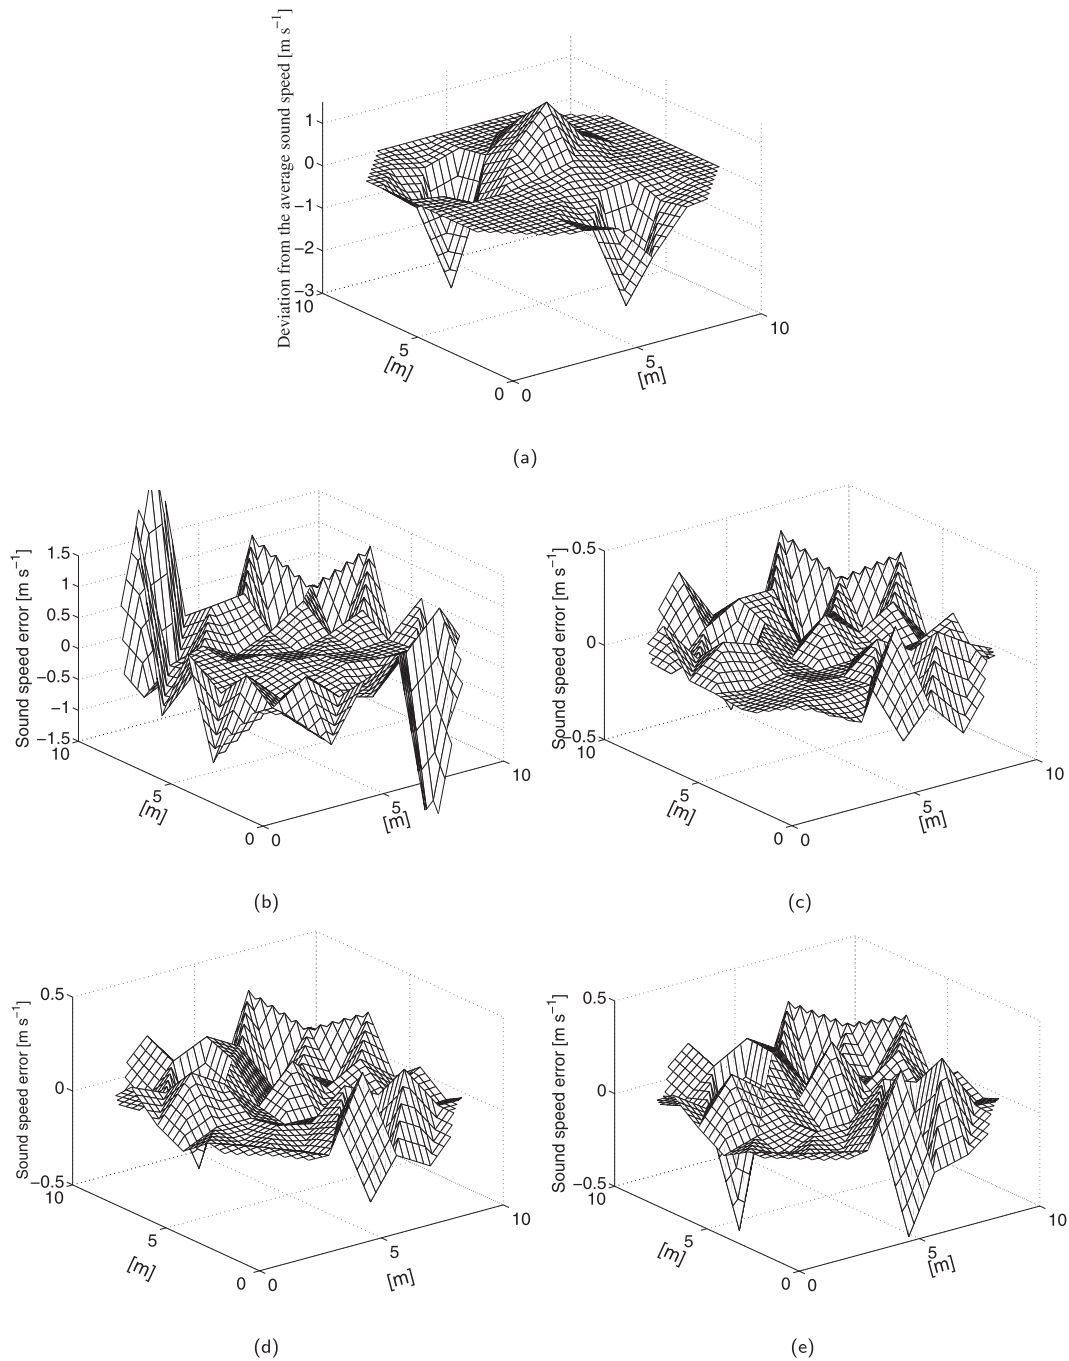 Deviation from the average sound speed [m s⁻¹]
1
0
−1
−2
−3
10
5
[m]
0
0
5
[m]
10
(a)
Sound speed error [m s⁻¹]
1.5
1
0.5
0
−0.5
−1
−1.5
10
5
[m]
0
0
5
[m]
10
(b)
Sound speed error [m s⁻¹]
0.5
0
−0.5
10
5
[m]
0
0
5
[m]
10
(c)
Sound speed error [m s⁻¹]
0.5
0
−0.5
10
5
[m]
0
0
5
[m]
10
(d)
Sound speed error [m s⁻¹]
0.5
0
−0.5
10
5
[m]
0
0
5
[m]
10
(e)